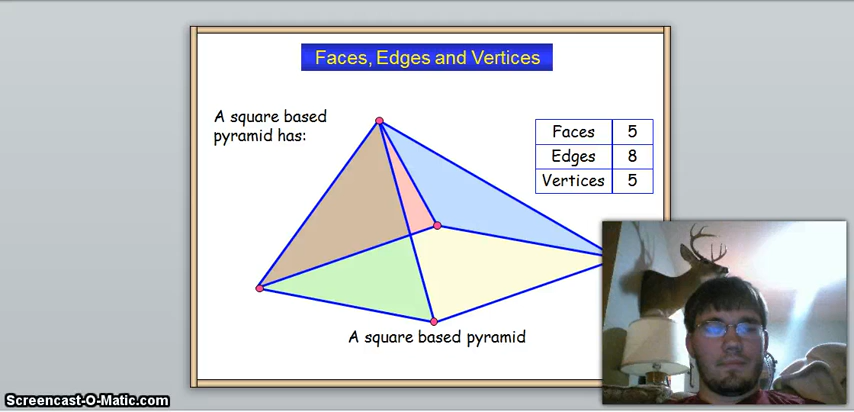 Faces, Edges and Vertices
A square based
pyramid has:
Faces 5
Edges 8
Vertices 5
A square based pyramid
Screencast-O-Matic.com